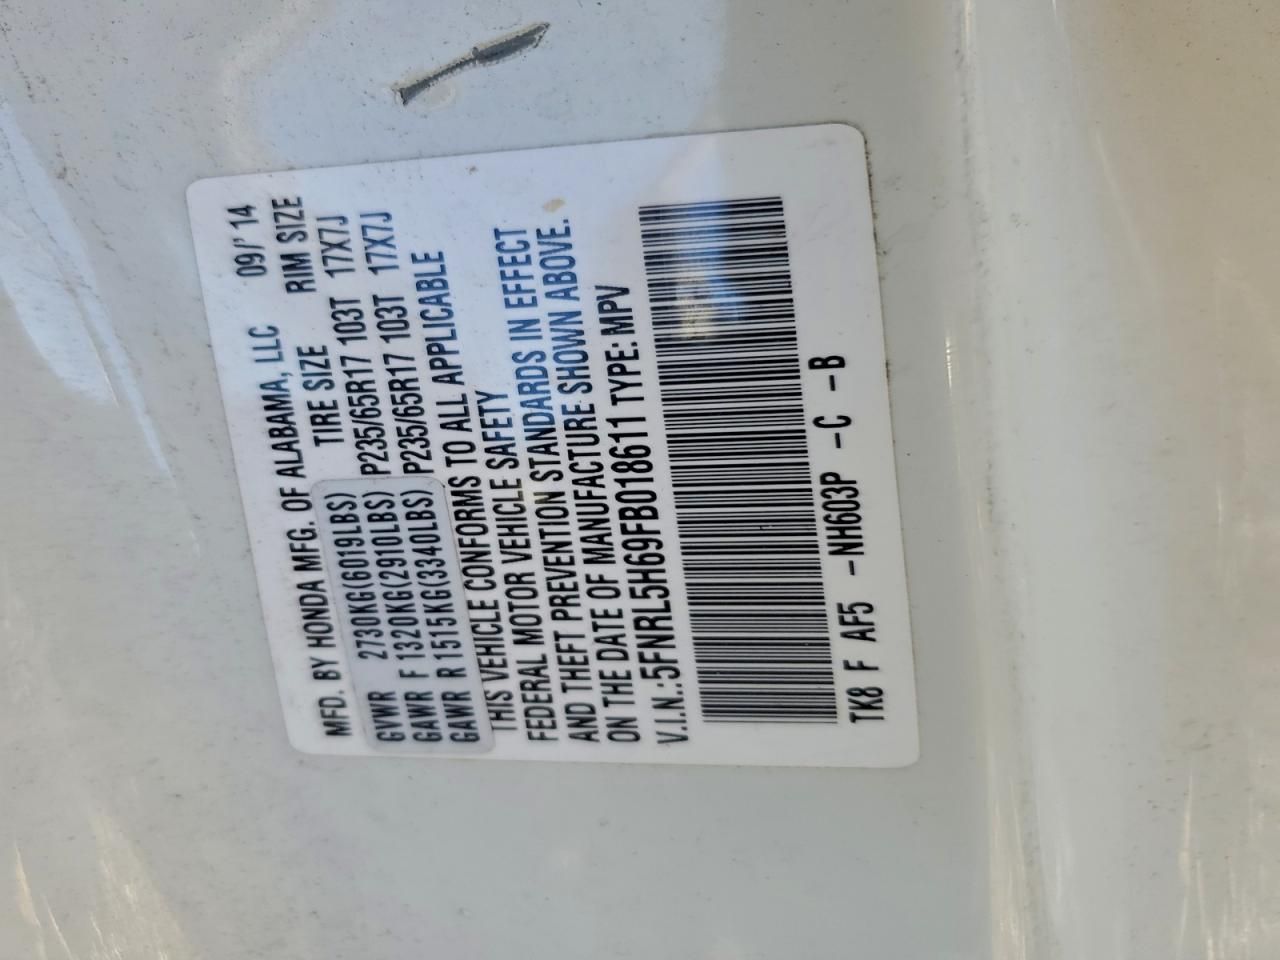 MFD. BY HONDA MFG. OF ALABAMA, LLC 09/'14
TIRE SIZE RIM SIZE
GVWR 2730KG(6019LBS)
GAWR F 1320KG(2910LBS) P235/65R17 103T 17X7J
GAWR R 1515KG(3340LBS) P235/65R17 103T 17X7J
THIS VEHICLE CONFORMS TO ALL APPLICABLE
FEDERAL MOTOR VEHICLE SAFETY
AND THEFT PREVENTION STANDARDS IN EFFECT
ON THE DATE OF MANUFACTURE SHOWN ABOVE.
V.I.N.:5FNRL5H69FB018611 TYPE: MPV
TK8 F AF5 -NH603P -C -B